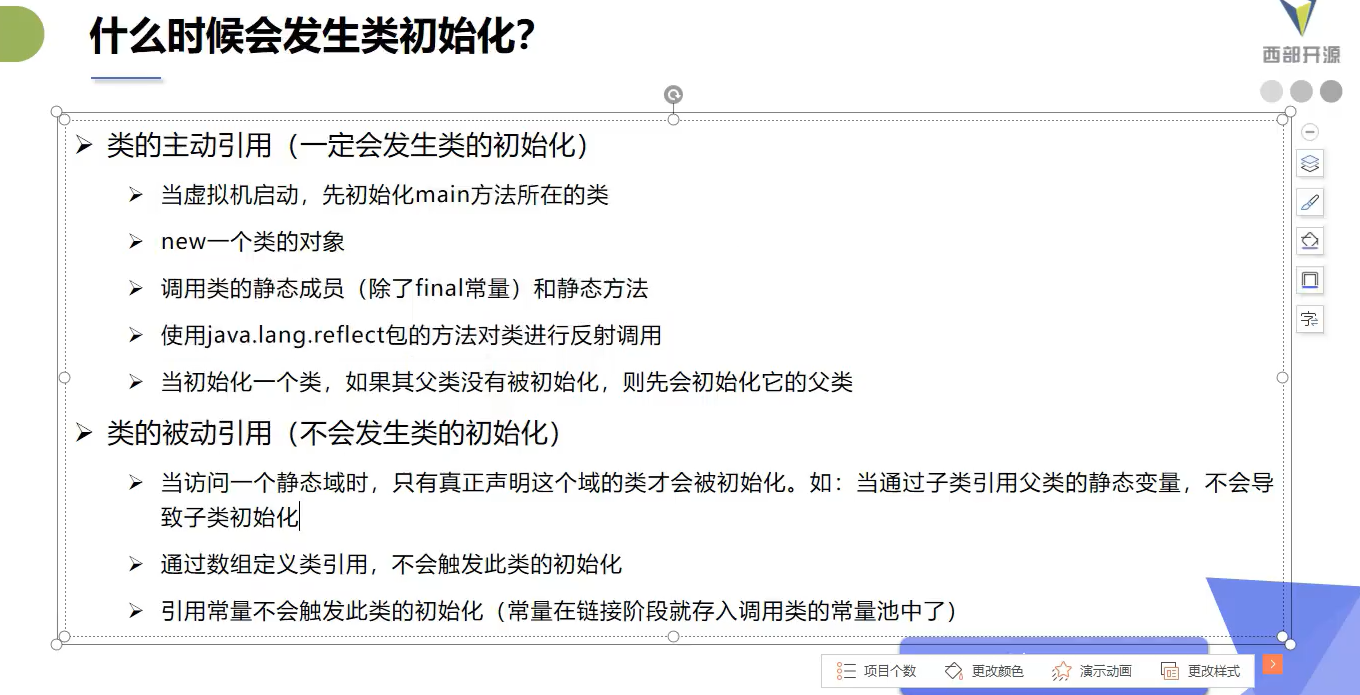 什么时候会发生类初始化?
西部开源
类的主动引用（一定会发生类的初始化）
当虚拟机启动，先初始化main方法所在的类
new一个类的对象
调用类的静态成员（除了final常量）和静态方法
使用java.lang.reflect包的方法对类进行反射调用
当初始化一个类，如果其父类没有被初始化，则先会初始化它的父类
类的被动引用（不会发生类的初始化）
当访问一个静态域时，只有真正声明这个域的类才会被初始化。如：当通过子类引用父类的静态变量，不会导
致子类初始化
通过数组定义类引用，不会触发此类的初始化
引用常量不会触发此类的初始化（常量在链接阶段就存入调用类的常量池中了）
字
项目个数 更改颜色 演示动画 更改样式